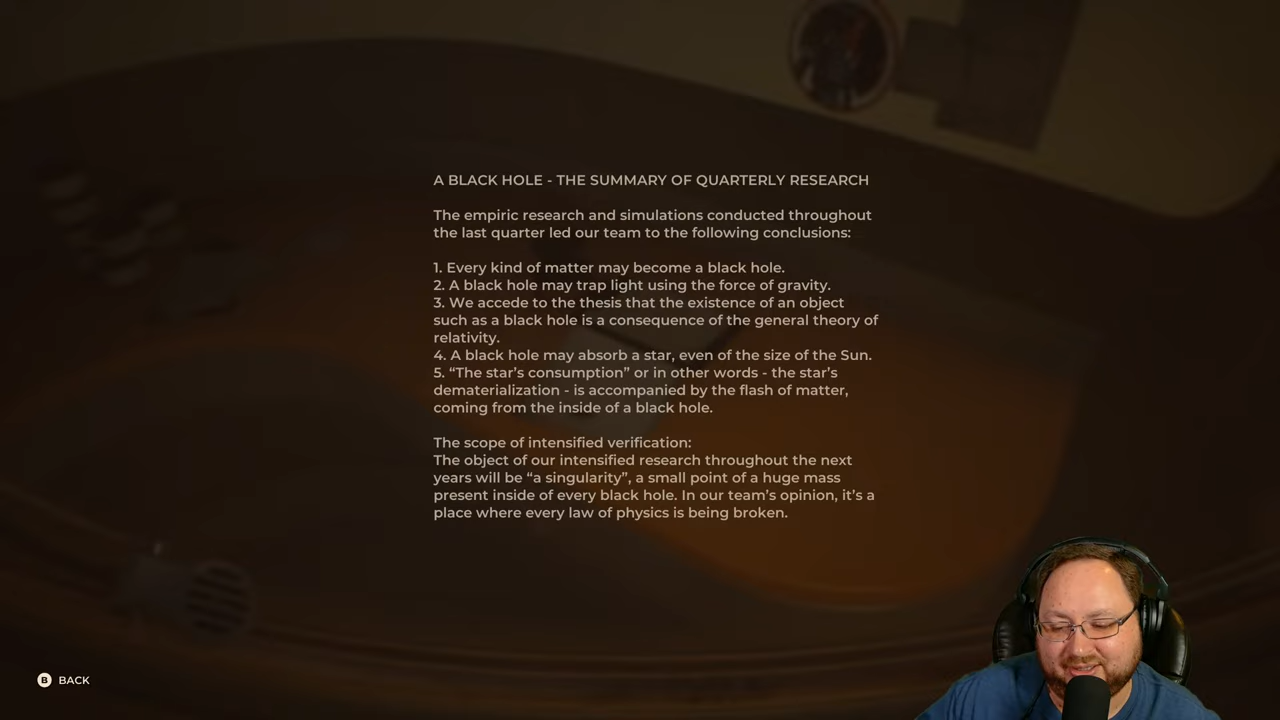 A BLACK HOLE - THE SUMMARY OF QUARTERLY RESEARCH
The empiric research and simulations conducted throughout
the last quarter led our team to the following conclusions:
1. Every kind of matter may become a black hole.
2. A black hole may trap light using the force of gravity.
3. We accede to the thesis that the existence of an object
such as a black hole is a consequence of the general theory of
relativity.
4. A black hole may absorb a star, even of the size of the Sun.
5. “The star’s consumption” or in other words - the star’s
dematerialization - is accompanied by the flash of matter,
coming from the inside of a black hole.
The scope of intensified verification:
The object of our intensified research throughout the next
years will be “a singularity”, a small point of a huge mass
present inside of every black hole. In our team’s opinion, it’s a
place where every law of physics is being broken.
B BACK